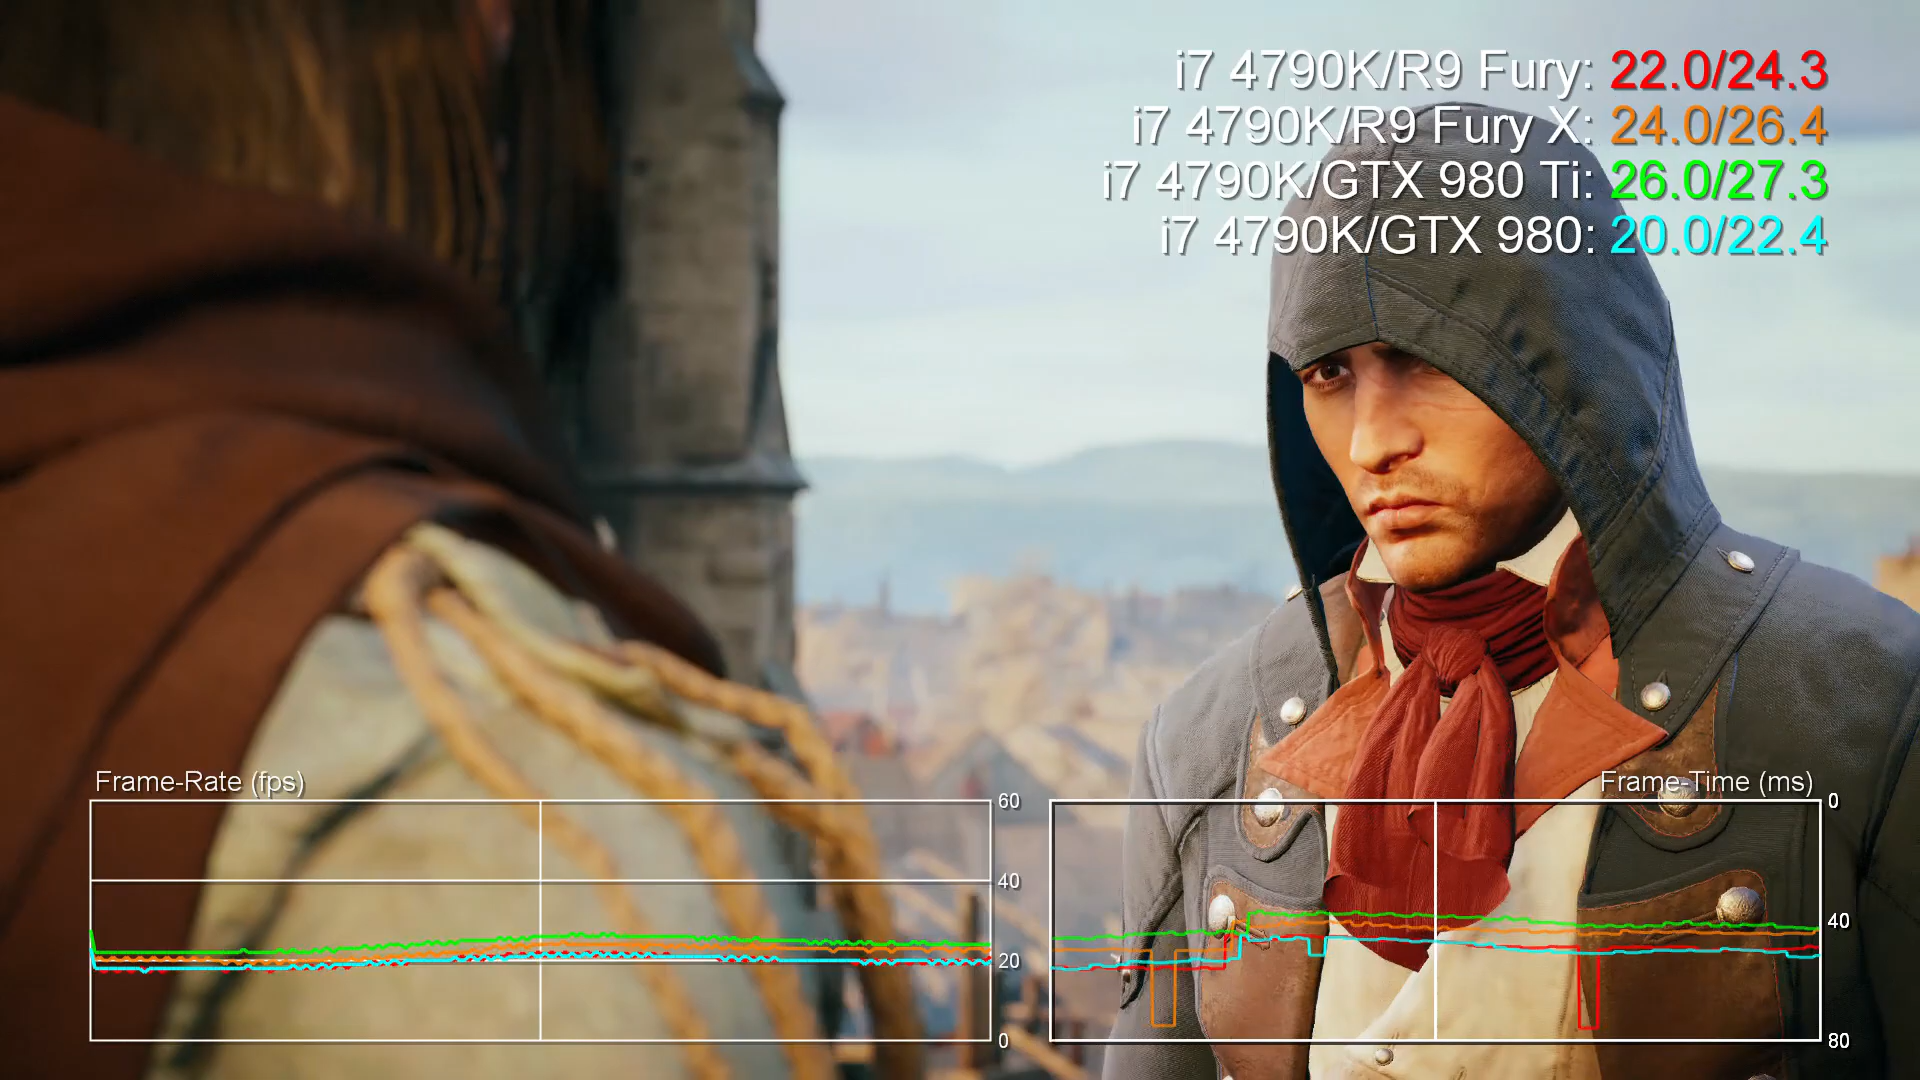 i7 4790K/R9 Fury: 22.0/24.3
i7 4790K/R9 Fury X: 24.0/26.4
i7 4790K/GTX 980 Ti: 26.0/27.3
i7 4790K/GTX 980: 20.0/22.4
Frame-Rate (fps)
60
40
20
0
Frame-Time (ms)
0
40
80